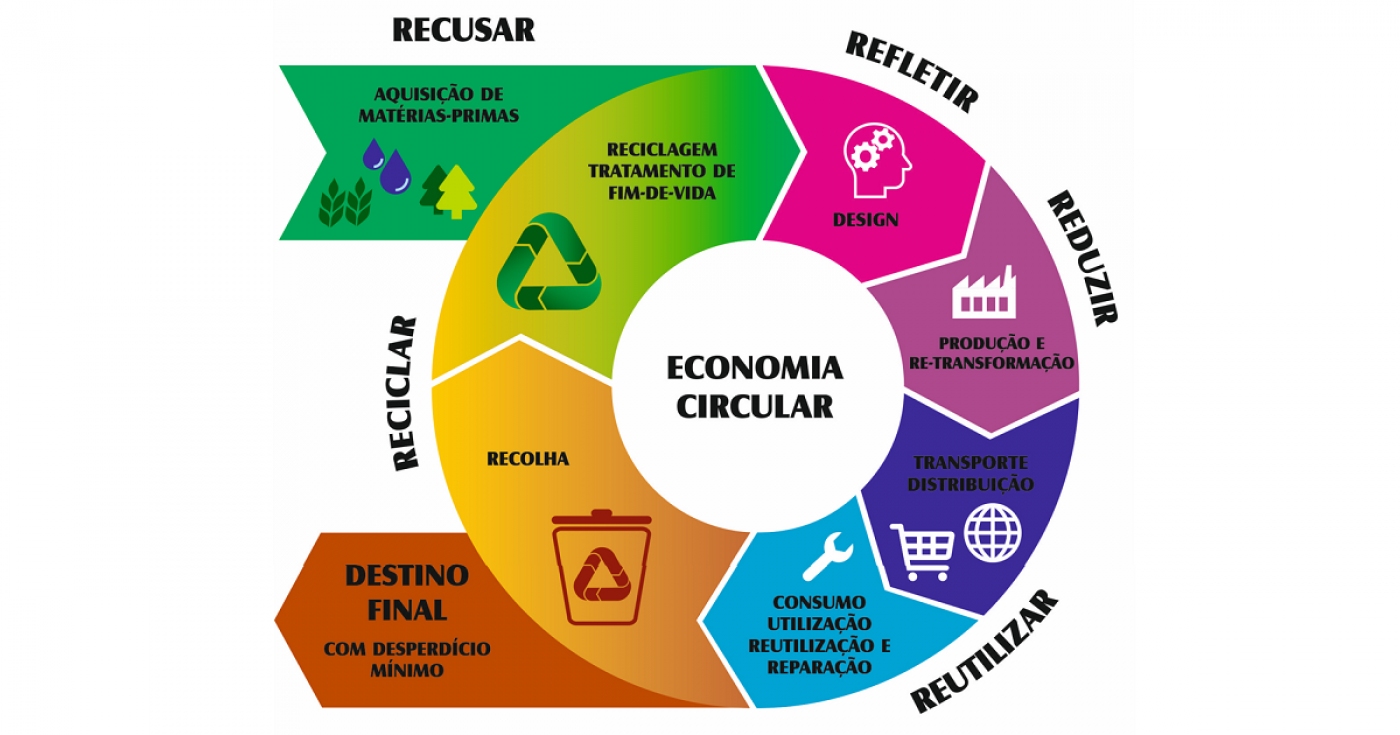 RECUSAR
REFLETIR
AQUISIÇÃO DE
MATÉRIAS-PRIMAS
RECICLAGEM
TRATAMENTO DE
FIM-DE-VIDA
DESIGN
REDUZIR
PRODUÇÃO E
RE-TRANSFORMAÇÃO
ECONOMIA
CIRCULAR
RECICLAR
RECOLHA
TRANSPORTE
DISTRIBUIÇÃO
DESTINO
FINAL
COM DESPERDÍCIO
MÍNIMO
CONSUMO
UTILIZAÇÃO
REUTILIZAÇÃO E
REPARAÇÃO
REUTILIZAR